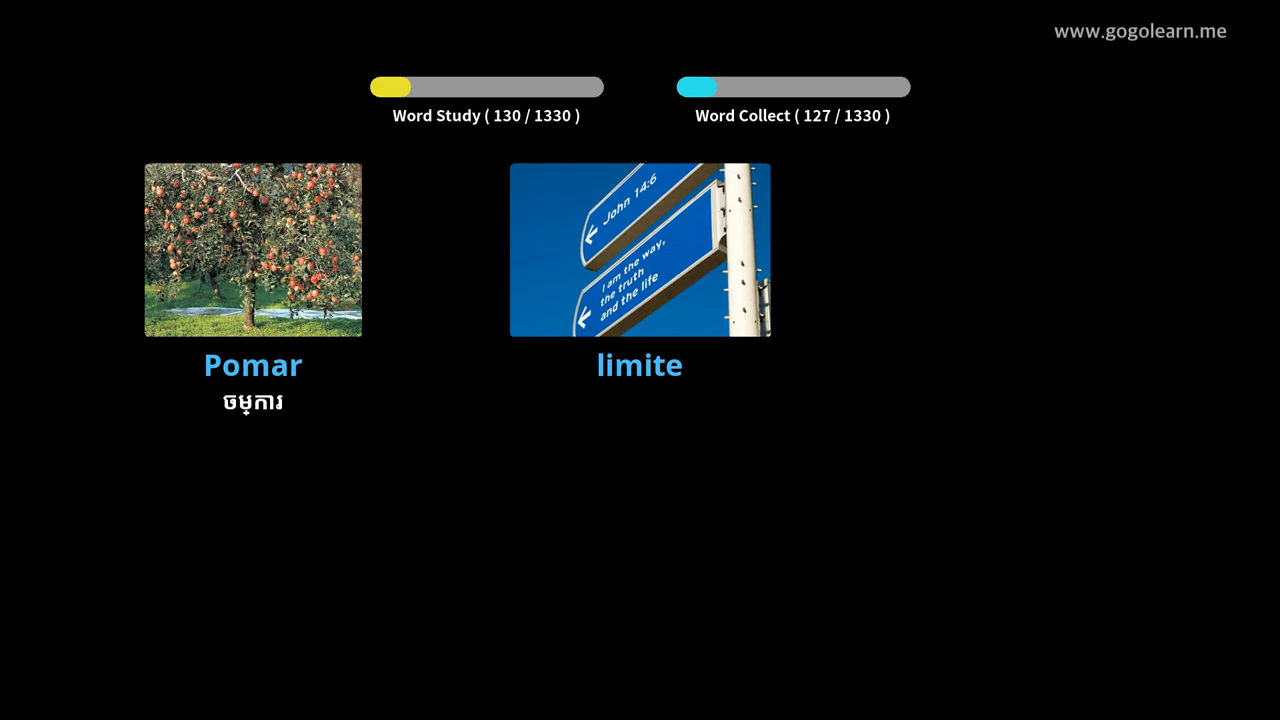 www.gogolearn.me
Word Study ( 130 / 1330 )
Word Collect ( 127 / 1330 )
John 14:6
I am the way,
the truth
and the life
Pomar
limite
ចម្ការ